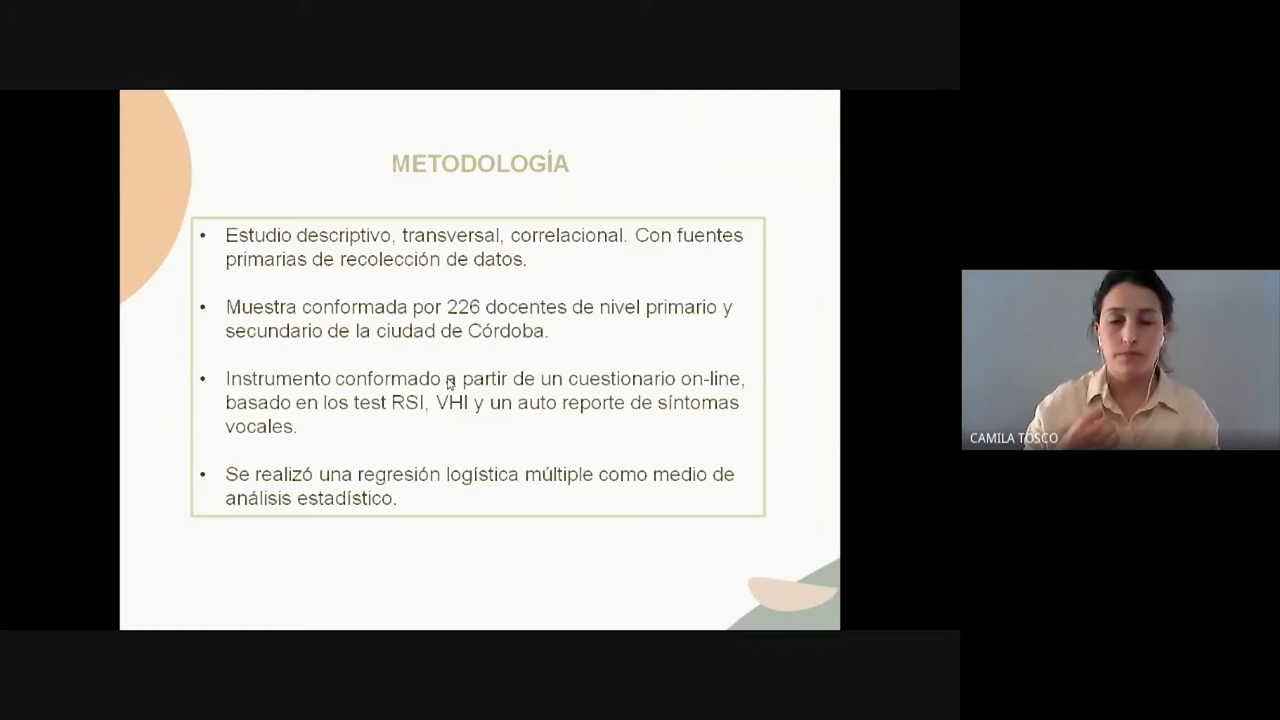 METODOLOGÍA
• Estudio descriptivo, transversal, correlacional. Con fuentes
primarias de recolección de datos.
• Muestra conformada por 226 docentes de nivel primario y
secundario de la ciudad de Córdoba.
• Instrumento conformado a partir de un cuestionario on-line,
basado en los test RSI, VHI y un auto reporte de síntomas
vocales.
• Se realizó una regresión logística múltiple como medio de
análisis estadístico.
CAMILA TOSCO